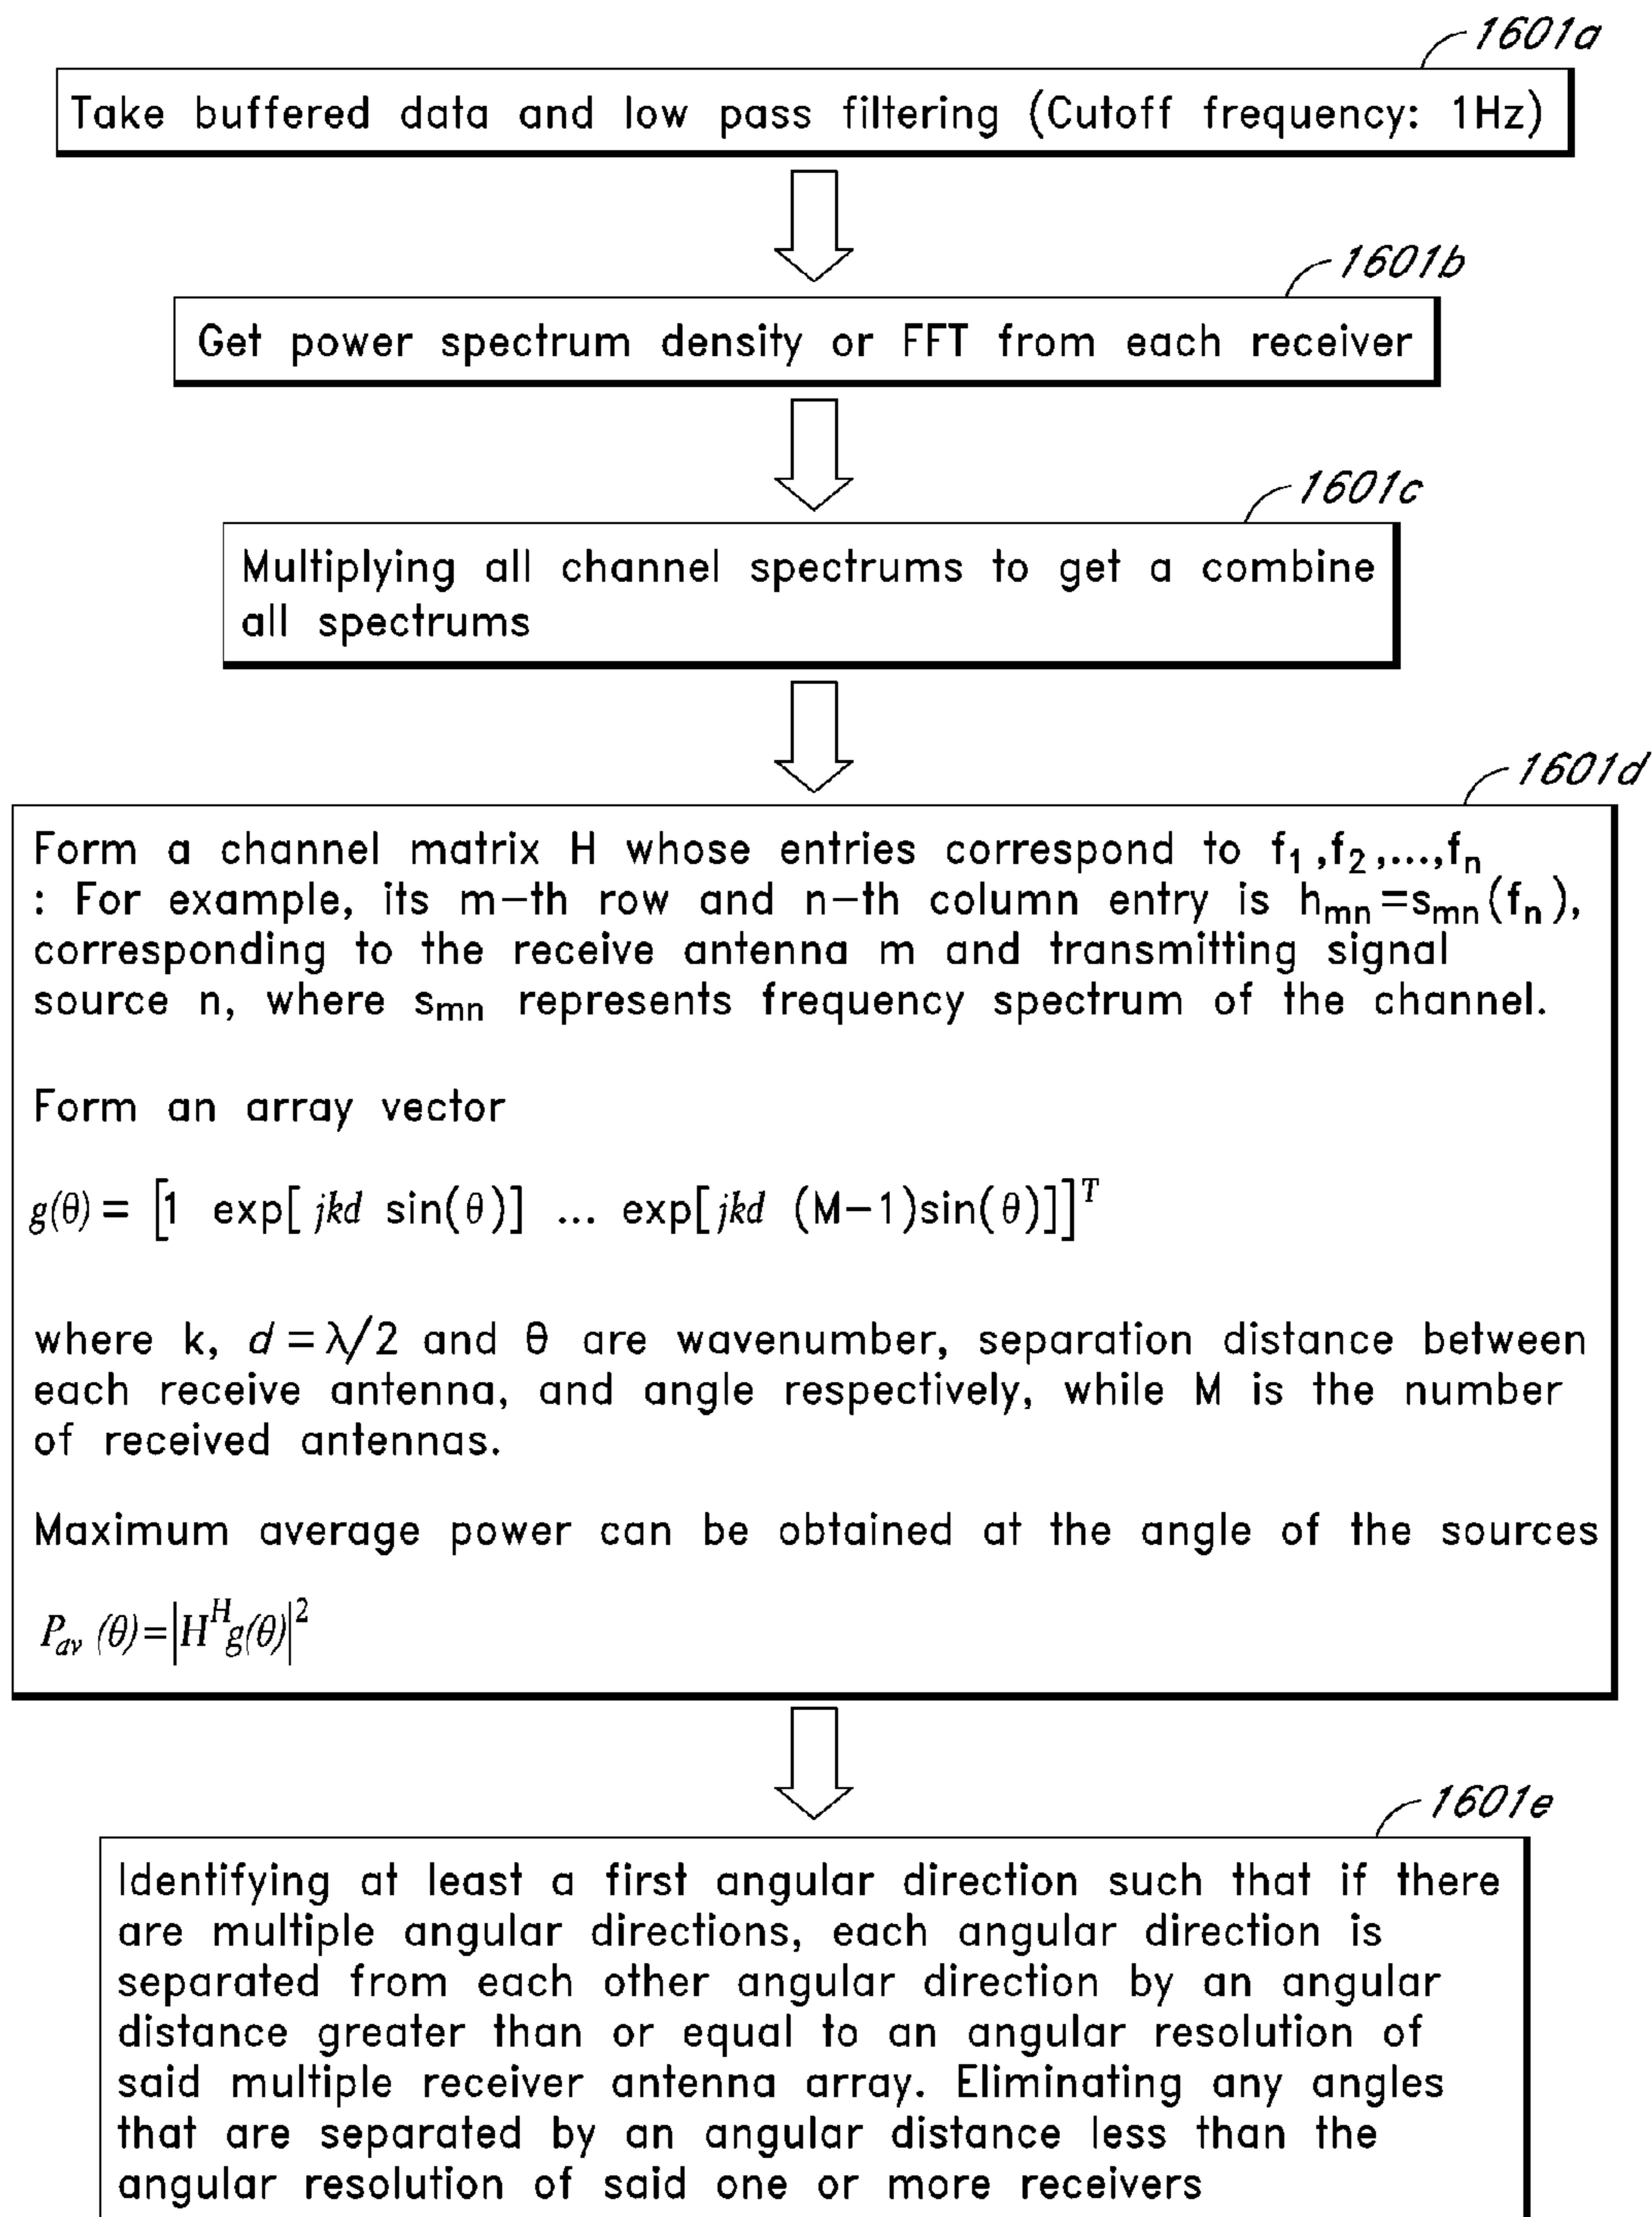 1601a
Take buffered data and low pass filtering (Cutoff frequency: 1Hz)
1601b
Get power spectrum density or FFT from each receiver
1601c
Multiplying all channel spectrums to get a combine
all spectrums
1601d
Form a channel matrix H whose entries correspond to f₁,f₂,...,fₙ
: For example, its m-th row and n-th column entry is hₘₙ=sₘₙ(fₙ),
corresponding to the receive antenna m and transmitting signal
source n, where sₘₙ represents frequency spectrum of the channel.
Form an array vector
g(θ) = [1 exp[jkd sin(θ)] ... exp[jkd (M-1)sin(θ)]]ᵀ
where k, d = λ/2 and θ are wavenumber, separation distance between
each receive antenna, and angle respectively, while M is the number
of received antennas.
Maximum average power can be obtained at the angle of the sources
P_av (θ)=|Hᴴg(θ)|²
1601e
Identifying at least a first angular direction such that if there
are multiple angular directions, each angular direction is
separated from each other angular direction by an angular
distance greater than or equal to an angular resolution of
said multiple receiver antenna array. Eliminating any angles
that are separated by an angular distance less than the
angular resolution of said one or more receivers